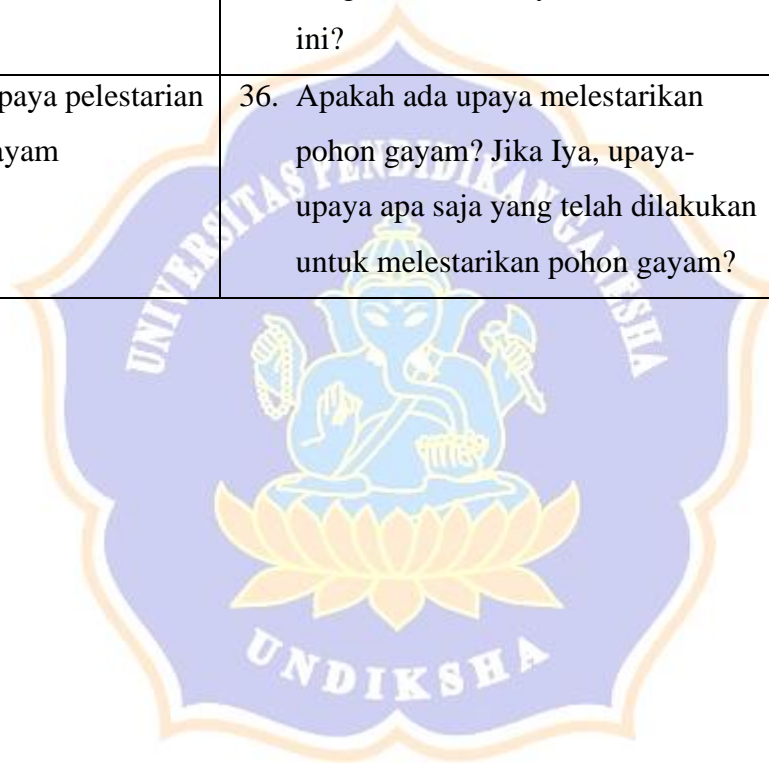 ini?
paya pelestarian
ayam
36. Apakah ada upaya melestarikan
pohon gayam? Jika Iya, upaya-
upaya apa saja yang telah dilakukan
untuk melestarikan pohon gayam?
UNIVERSITAS PENDIDIKAN GANESHA
UNDIKSHA